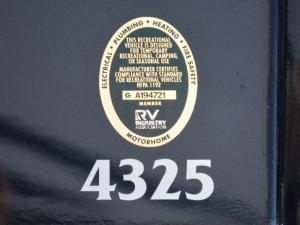 ELECTRICAL • PLUMBING • HEATING • FIRE SAFETY
THIS RECREATIONAL
VEHICLE IS DESIGNED
FOR TEMPORARY
RECREATIONAL, CAMPING,
OR SEASONAL USE
MANUFACTURER CERTIFIES
COMPLIANCE WITH STANDARD
FOR RECREATIONAL VEHICLES
NFPA 1192
G A194721
MEMBER
RV
INDUSTRY
ASSOCIATION
MOTORHOME
4325